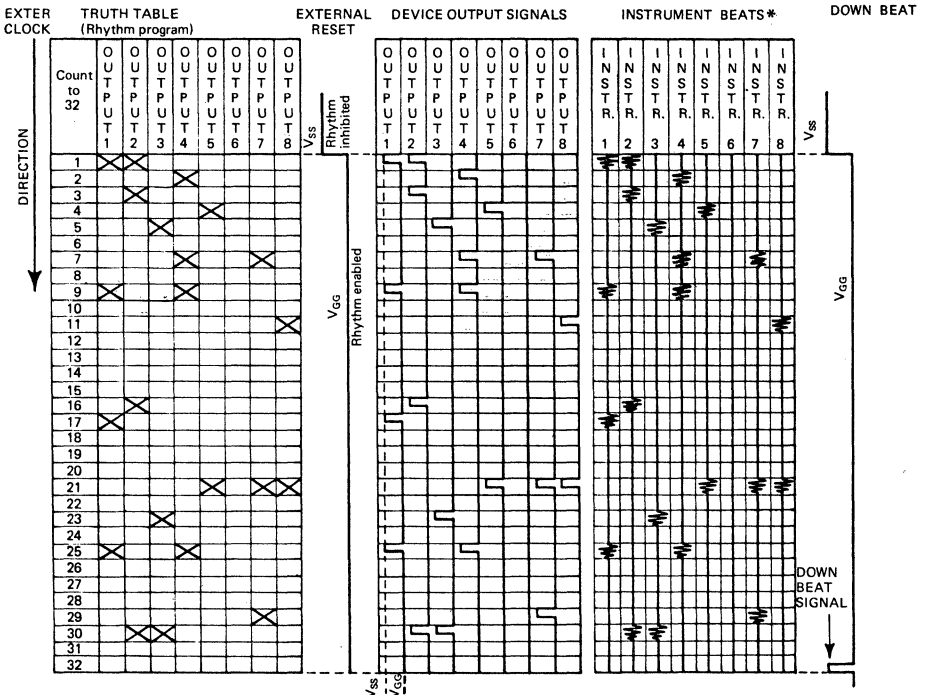 EXTER CLOCK
TRUTH TABLE
(Rhythm program)
EXTERNAL RESET
DEVICE OUTPUT SIGNALS
INSTRUMENT BEATS*
DOWN BEAT
DIRECTION
Count to 32
OUTPUT 1
OUTPUT 2
OUTPUT 3
OUTPUT 4
OUTPUT 5
OUTPUT 6
OUTPUT 7
OUTPUT 8
1
2
3
4
5
6
7
8
9
10
11
12
13
14
15
16
17
18
19
20
21
22
23
24
25
26
27
28
29
30
31
32
VSS
Rhythm inhibited
VGG
Rhythm enabled
OUTPUT 1
OUTPUT 2
OUTPUT 3
OUTPUT 4
OUTPUT 5
OUTPUT 6
OUTPUT 7
OUTPUT 8
VSS
VGG
INSTR. 1
INSTR. 2
INSTR. 3
INSTR. 4
INSTR. 5
INSTR. 6
INSTR. 7
INSTR. 8
VSS
VGG
DOWN
BEAT
SIGNAL